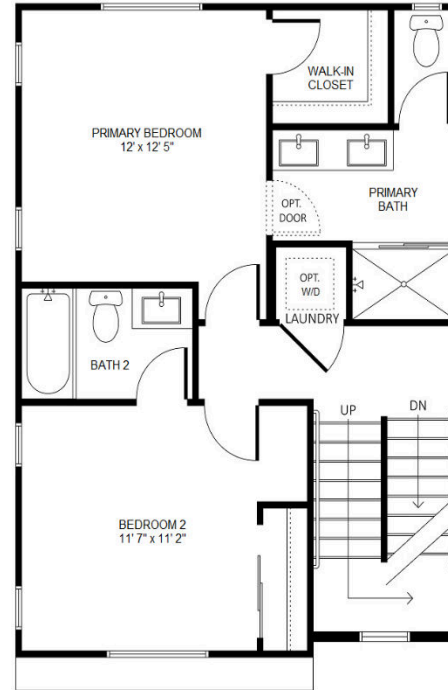 WALK-IN
CLOSET
PRIMARY BEDROOM
12' x 12' 5"
PRIMARY
BATH
OPT.
DOOR
OPT.
W/D
LAUNDRY
BATH 2
UP
DN
BEDROOM 2
11' 7" x 11' 2"